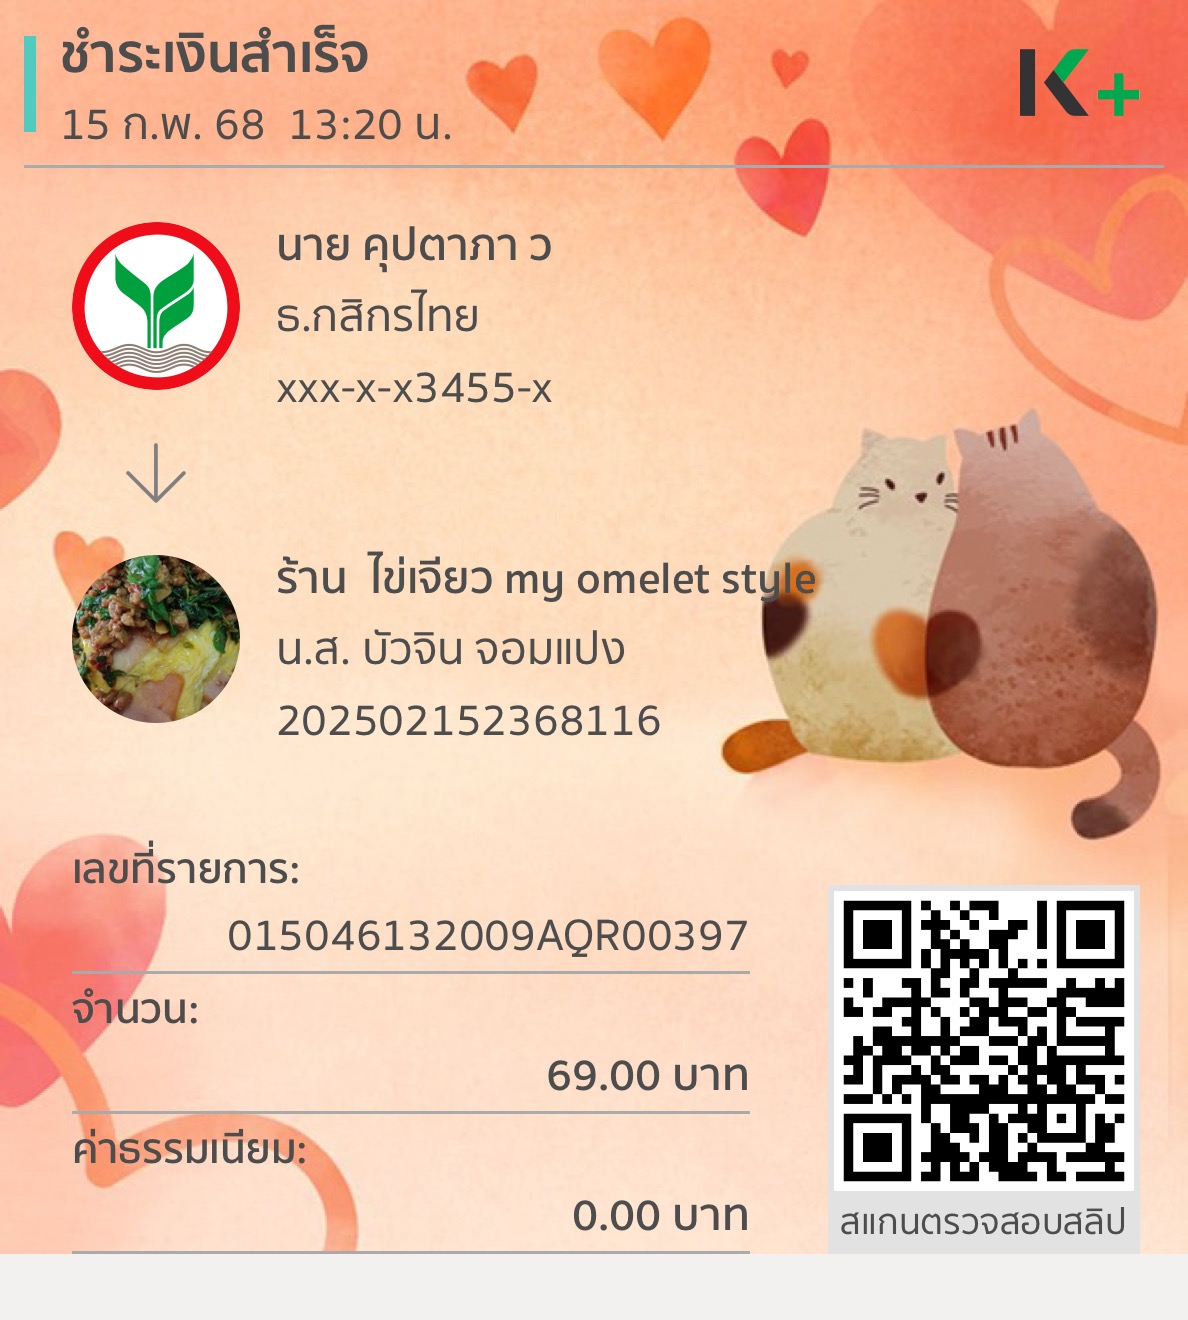 ชำระเงินสำเร็จ
15 ก.พ. 68  13:20 น.
K+
นาย คุปตาภา ว
ธ.กสิกรไทย
xxx-x-x3455-x
ร้าน  ไข่เจียว my omelet style
น.ส. บัวจิน จอมแปง
202502152368116
เลขที่รายการ:
015046132009AQR00397
จำนวน:
69.00 บาท
ค่าธรรมเนียม:
0.00 บาท
สแกนตรวจสอบสลิป